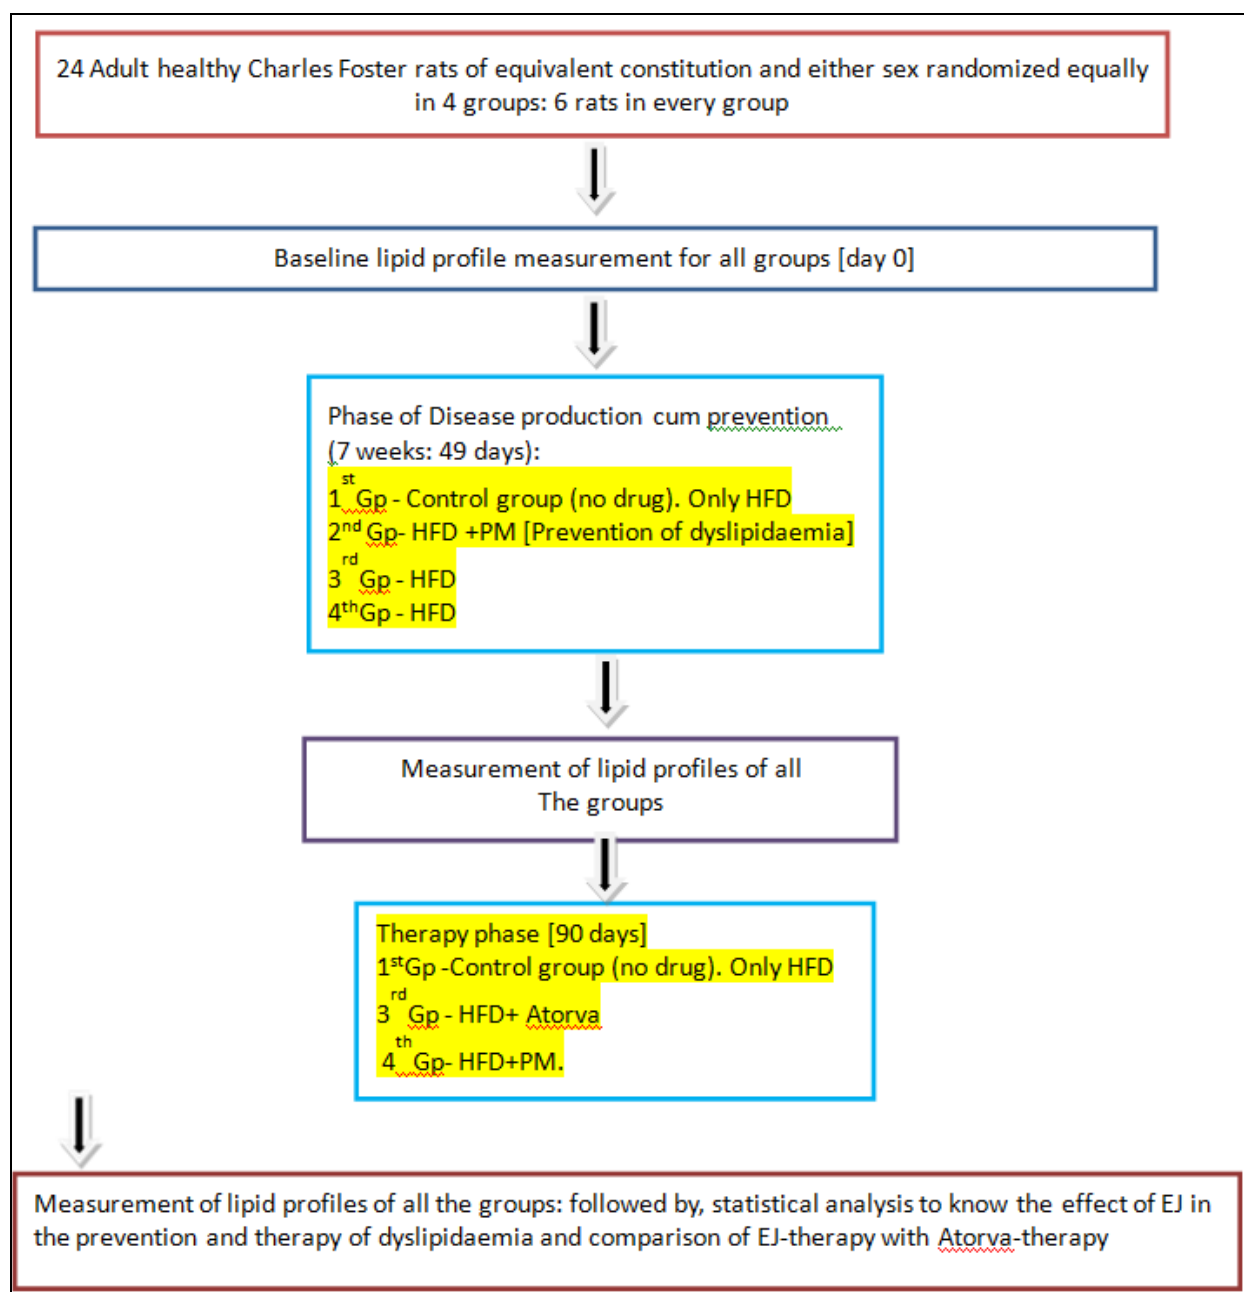 24 Adult healthy Charles Foster rats of equivalent constitution and either sex randomized equally
in 4 groups: 6 rats in every group
Baseline lipid profile measurement for all groups [day 0]
Phase of Disease production cum prevention
(7 weeks: 49 days):
1st Gp - Control group (no drug). Only HFD
2nd Gp- HFD +PM [Prevention of dyslipidaemia]
3rd Gp - HFD
4thGp - HFD
Measurement of lipid profiles of all
The groups
Therapy phase [90 days]
1stGp -Control group (no drug). Only HFD
3rd Gp - HFD+ Atorva
4th Gp- HFD+PM.
Measurement of lipid profiles of all the groups: followed by, statistical analysis to know the effect of EJ in
the prevention and therapy of dyslipidaemia and comparison of EJ-therapy with Atorva-therapy